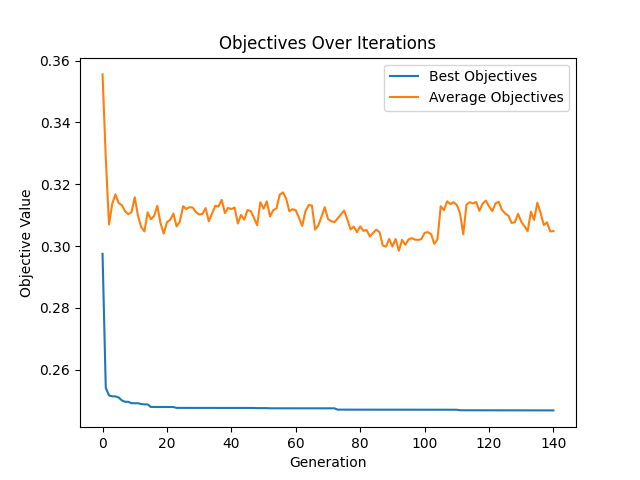 Objectives Over Iterations
Best Objectives
Average Objectives
0.36
0.34
0.32
0.30
0.28
0.26
Objective Value
0 20 40 60 80 100 120 140
Generation